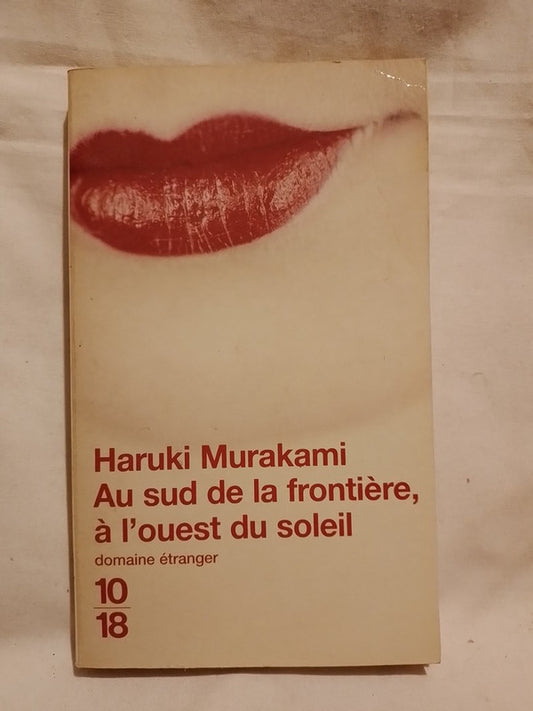 Haruki Murakami
Au sud de la frontière,
à l'ouest du soleil
domaine étranger
10
18